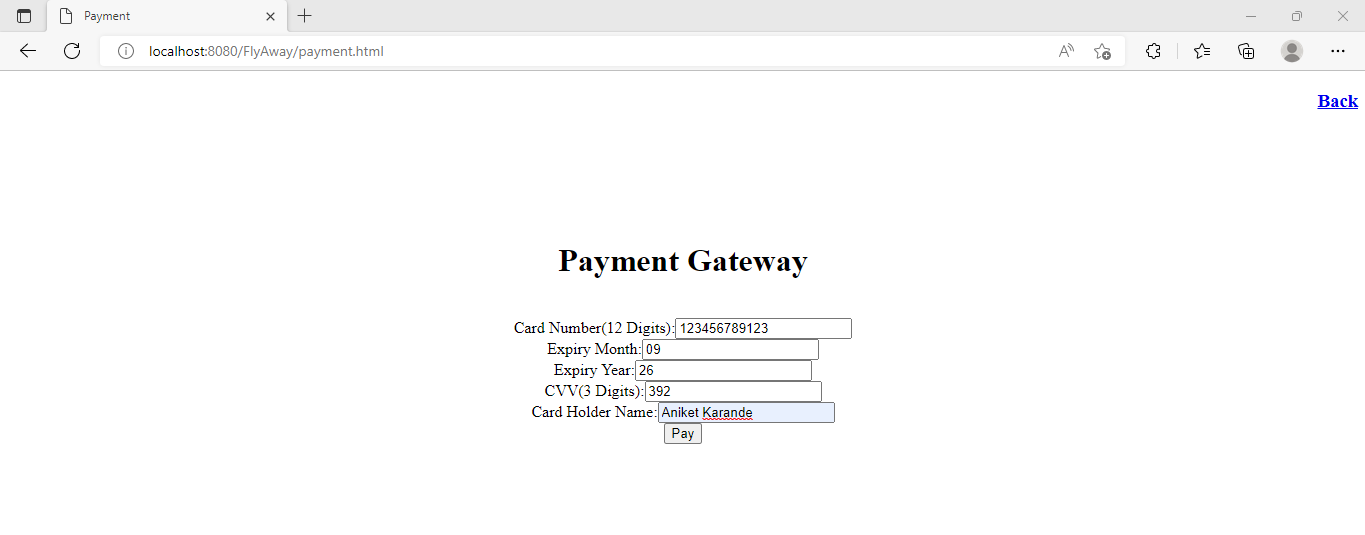 Payment
localhost:8080/FlyAway/payment.html
Back
Payment Gateway
Card Number(12 Digits): 123456789123
Expiry Month: 09
Expiry Year: 26
CVV(3 Digits): 392
Card Holder Name: Aniket Karande
Pay